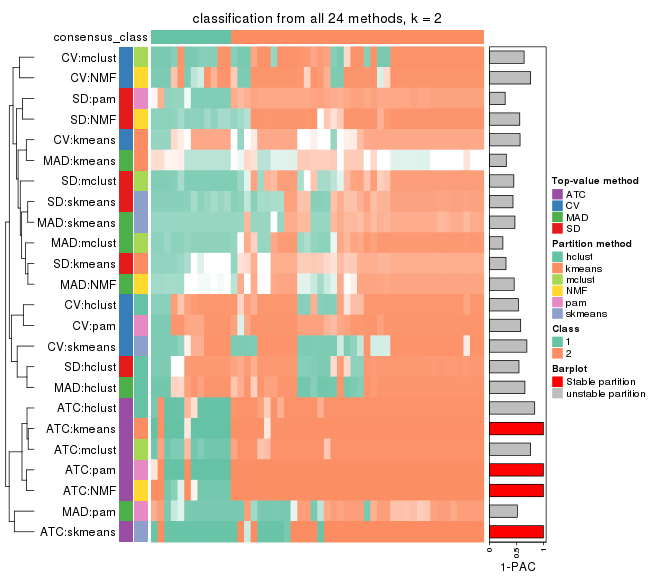 classification from all 24 methods, k = 2
consensus_class
CV:mclust
CV:NMF
SD:pam
SD:NMF
CV:kmeans
MAD:kmeans
SD:mclust
SD:skmeans
MAD:skmeans
MAD:mclust
SD:kmeans
MAD:NMF
CV:hclust
CV:pam
CV:skmeans
SD:hclust
MAD:hclust
ATC:hclust
ATC:kmeans
ATC:mclust
ATC:pam
ATC:NMF
MAD:pam
ATC:skmeans
0
0.5
1
1-PAC
Top-value method
ATC
CV
MAD
SD
Partition method
hclust
kmeans
mclust
NMF
pam
skmeans
Class
1
2
Barplot
Stable partition
unstable partition